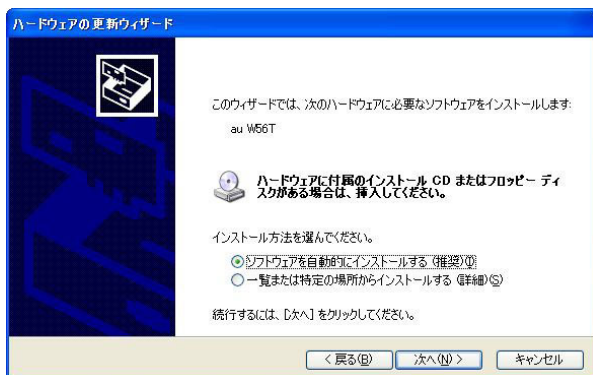 ハードウェアの更新ウィザード
このウィザードでは、次のハードウェアに必要なソフトウェアをインストールします:
au W56T
ハードウェアに付属のインストール CD またはフロッピー ディ
スクがある場合は、挿入してください。
インストール方法を選んでください。
ソフトウェアを自動的にインストールする (推奨)(I)
一覧または特定の場所からインストールする (詳細)(S)
続行するには、[次へ] をクリックしてください。
< 戻る(B)
次へ(N) >
キャンセル